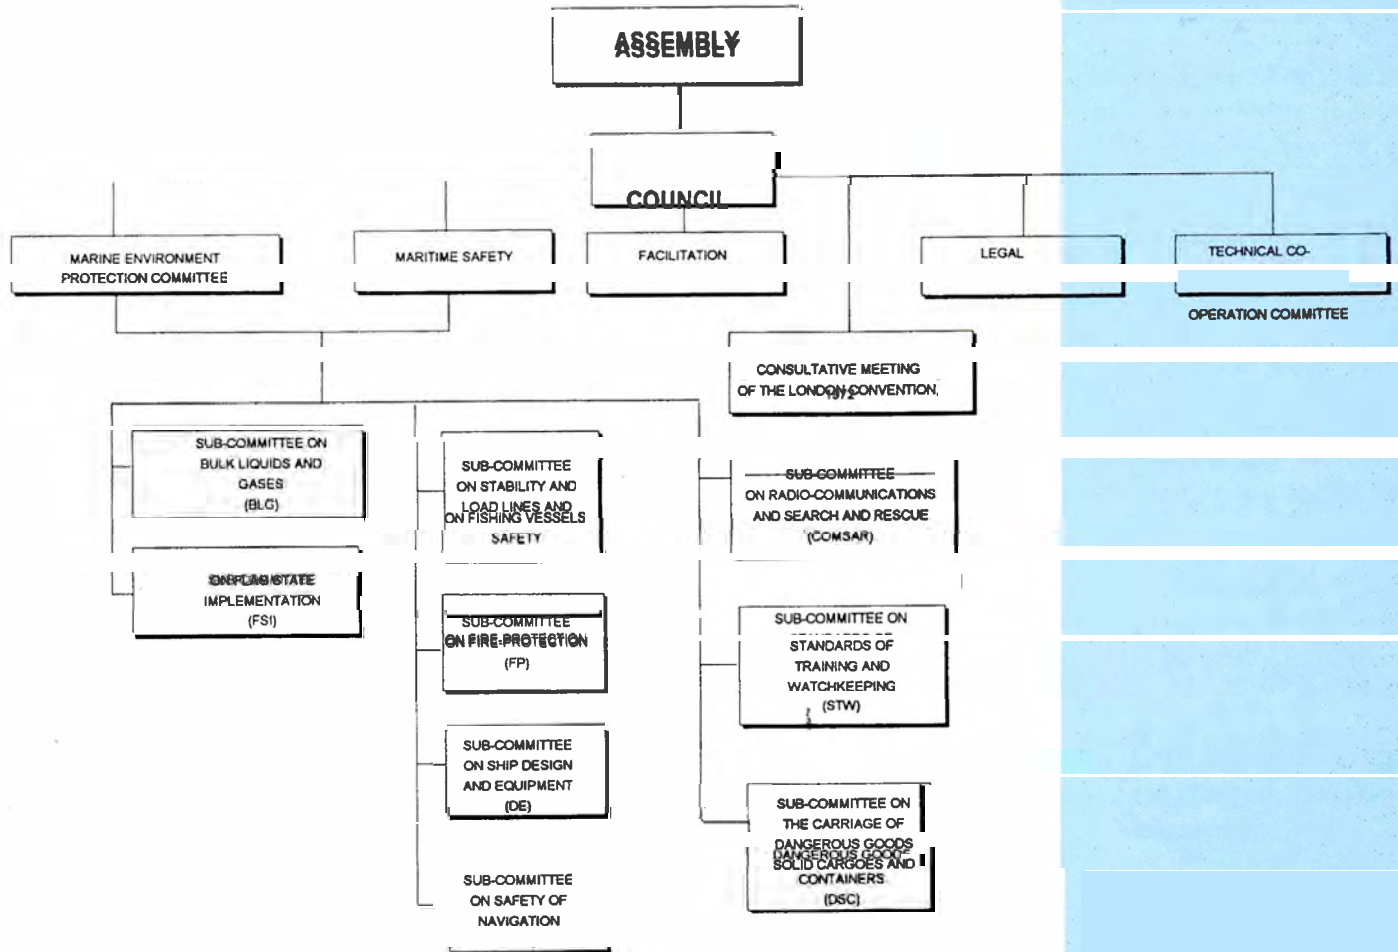 ASSEMBLY
COUNCIL
MARINE ENVIRONMENT
PROTECTION COMMITTEE
MARITIME SAFETY
FACILITATION
LEGAL
TECHNICAL CO-
OPERATION COMMITTEE
CONSULTATIVE MEETING
OF THE LONDON CONVENTION,
1972
SUB-COMMITTEE ON
BULK LIQUIDS AND
GASES
(BLG)
ON FLAG STATE
IMPLEMENTATION
(FSI)
SUB-COMMITTEE
ON STABILITY AND
LOAD LINES AND
ON FISHING VESSELS
SAFETY
SUB-COMMITTEE
ON FIRE-PROTECTION
(FP)
SUB-COMMITTEE
ON SHIP DESIGN
AND EQUIPMENT
(DE)
SUB-COMMITTEE
ON SAFETY OF
NAVIGATION
SUB-COMMITTEE
ON RADIO-COMMUNICATIONS
AND SEARCH AND RESCUE
(COMSAR)
SUB-COMMITTEE ON
STANDARDS OF
TRAINING AND
WATCHKEEPING
(STW)
SUB-COMMITTEE ON
THE CARRIAGE OF
DANGEROUS GOODS
SOLID CARGOES AND
CONTAINERS
(DSC)